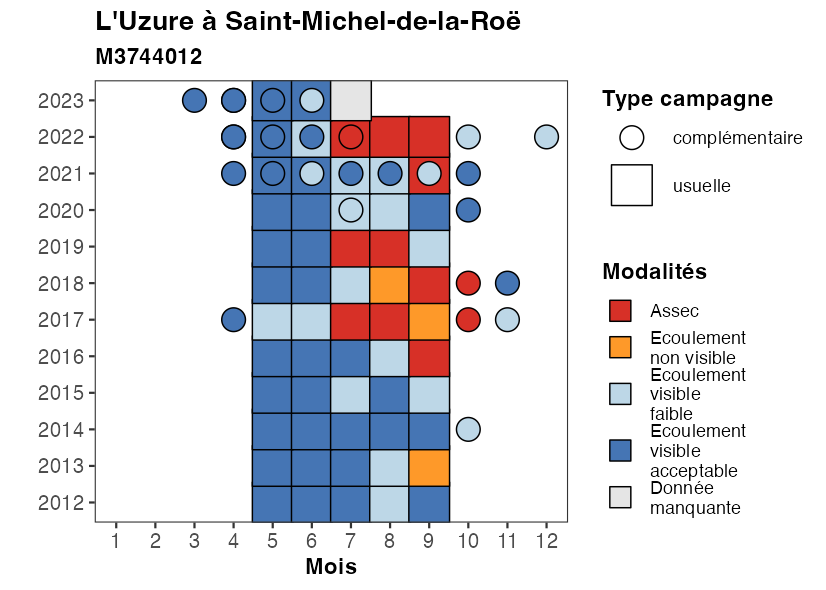 L'Uzure à Saint-Michel-de-la-Roë
M3744012
2023
2022
2021
2020
2019
2018
2017
2016
2015
2014
2013
2012
1 2 3 4 5 6 7 8 9 10 11 12
Mois
Type campagne
complémentaire
usuelle
Modalités
Assec
Ecoulement
non visible
Ecoulement
visible
faible
Ecoulement
visible
acceptable
Donnée
manquante